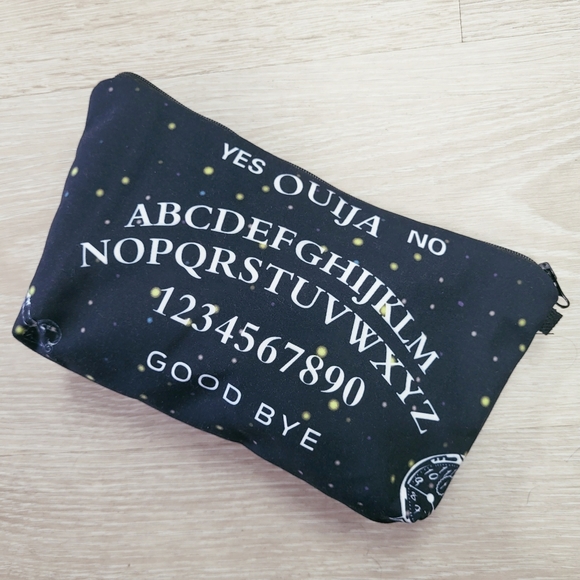 YES OUIJA NO
ABCDEFGHIJKLM
NOPQRSTUVWXYZ
1234567890
GOOD BYE